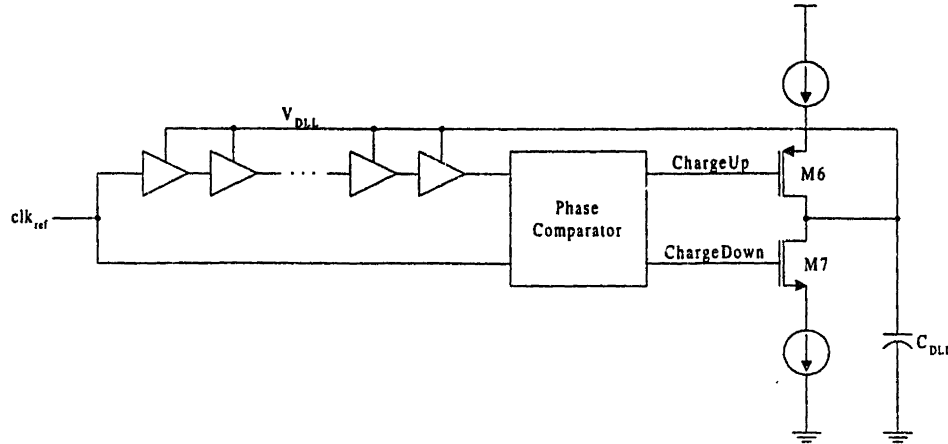 V_DLL
ChargeUp
M6
clk_ref
Phase
Comparator
ChargeDown
M7
C_DLL